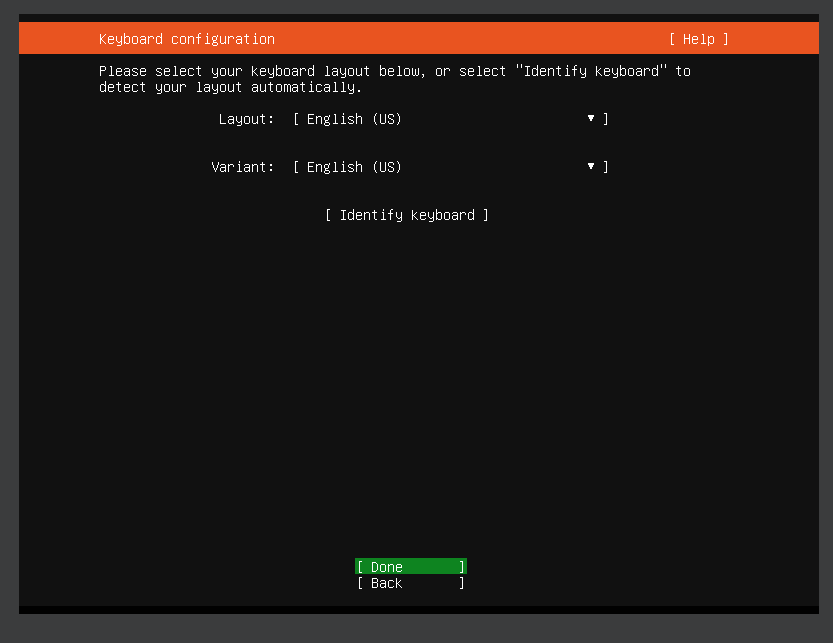 Keyboard configuration [ Help ]
Please select your keyboard layout below, or select "Identify keyboard" to
detect your layout automatically.
Layout: [ English (US) ▼ ]
Variant: [ English (US) ▼ ]
[ Identify keyboard ]
[ Done ]
[ Back ]